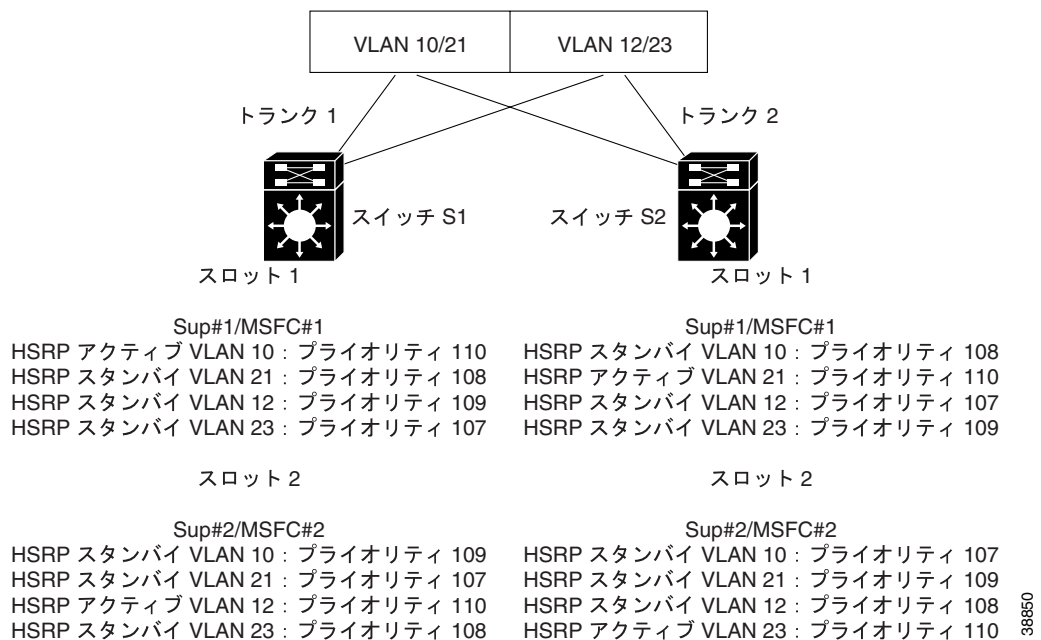 VLAN 10/21 VLAN 12/23
トランク 1 トランク 2
スイッチ S1 スイッチ S2
スロット 1 スロット 1
Sup#1/MSFC#1 Sup#1/MSFC#1
HSRP アクティブ VLAN 10：プライオリティ 110 HSRP スタンバイ VLAN 10：プライオリティ 108
HSRP スタンバイ VLAN 21：プライオリティ 108 HSRP アクティブ VLAN 21：プライオリティ 110
HSRP スタンバイ VLAN 12：プライオリティ 109 HSRP スタンバイ VLAN 12：プライオリティ 107
HSRP スタンバイ VLAN 23：プライオリティ 107 HSRP スタンバイ VLAN 23：プライオリティ 109
スロット 2 スロット 2
Sup#2/MSFC#2 Sup#2/MSFC#2
HSRP スタンバイ VLAN 10：プライオリティ 109 HSRP スタンバイ VLAN 10：プライオリティ 107
HSRP スタンバイ VLAN 21：プライオリティ 107 HSRP スタンバイ VLAN 21：プライオリティ 109
HSRP アクティブ VLAN 12：プライオリティ 110 HSRP スタンバイ VLAN 12：プライオリティ 108
HSRP スタンバイ VLAN 23：プライオリティ 108 HSRP アクティブ VLAN 23：プライオリティ 110
38850